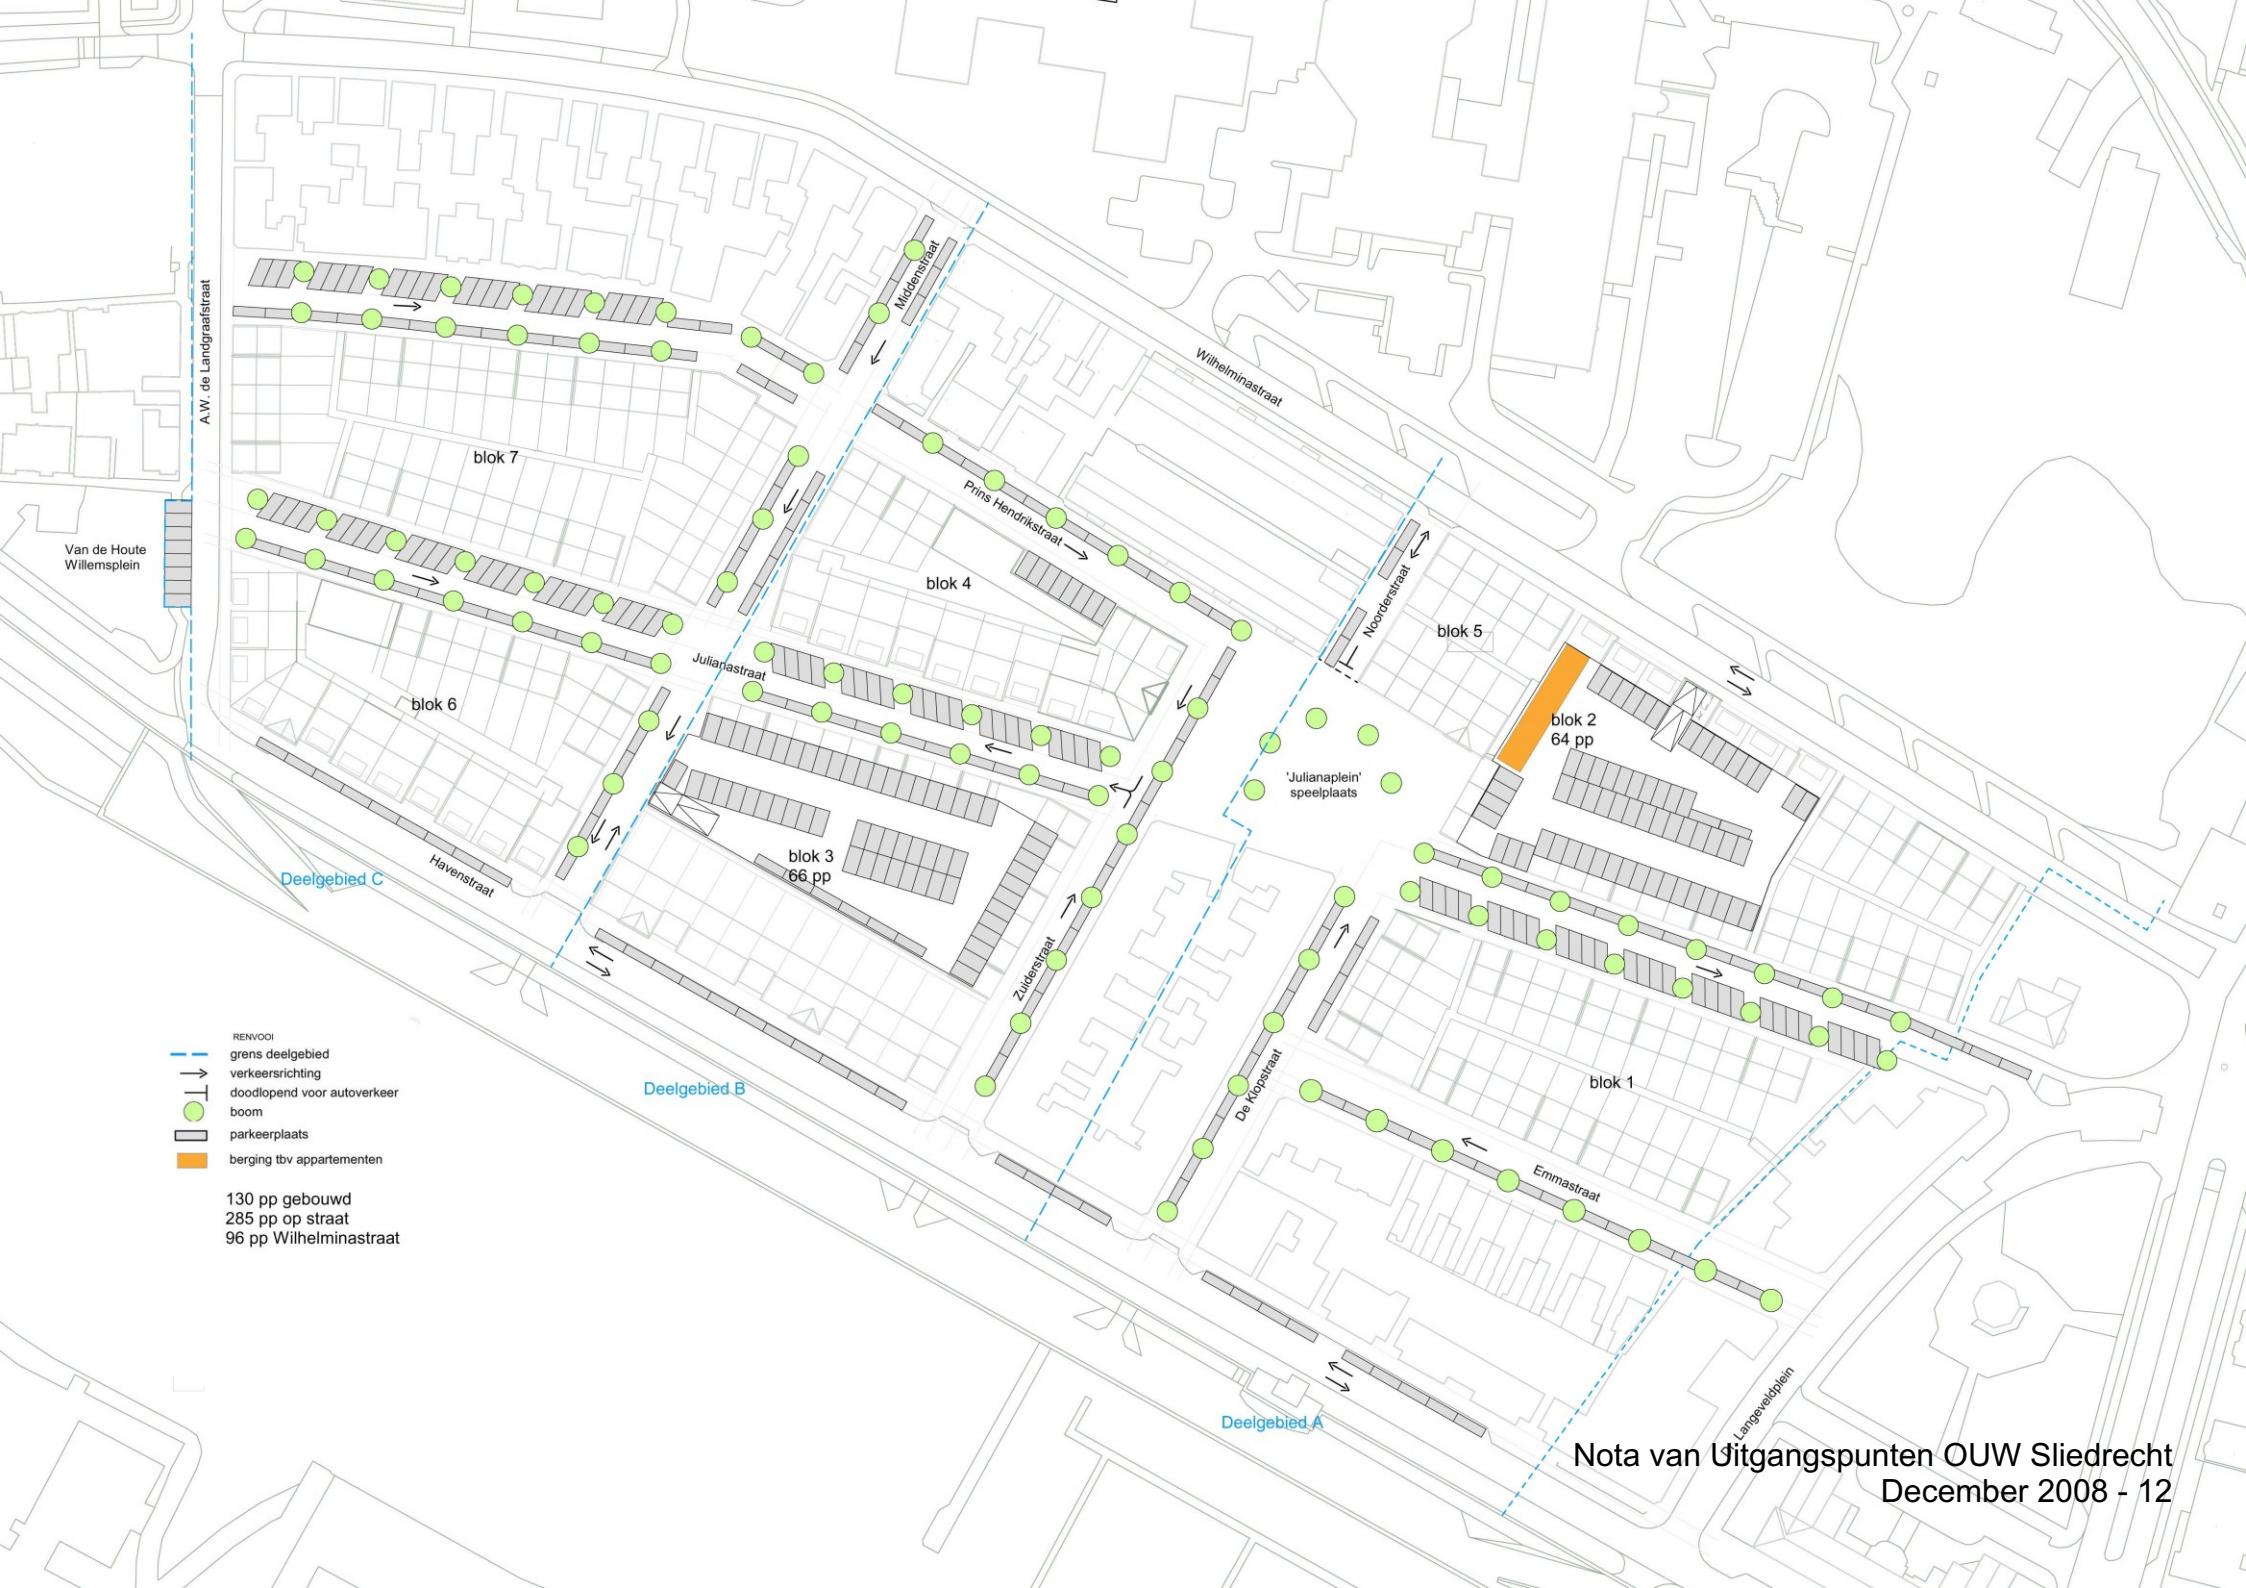 Middenstraat
A.W. de Landgraafstraat
Wilhelminastraat
blok 7
Prins Hendrikstraat
Van de Houte
Willemsplein
blok 4
Noorderstraat
blok 5
Julianastraat
blok 6
blok 2
64 pp
'Julianaplein'
speelplaats
blok 3
66 pp
Havenstraat
Deelgebied C
Zuiderstraat
RENVOOI
grens deelgebied
verkeersrichting
doodlopend voor autoverkeer
boom
parkeerplaats
berging tbv appartementen
130 pp gebouwd
285 pp op straat
96 pp Wilhelminastraat
Deelgebied B
De Klopstraat
blok 1
Emmastraat
Deelgebied A
Langeveldplein
Nota van Uitgangspunten OUW Sliedrecht
December 2008 - 12